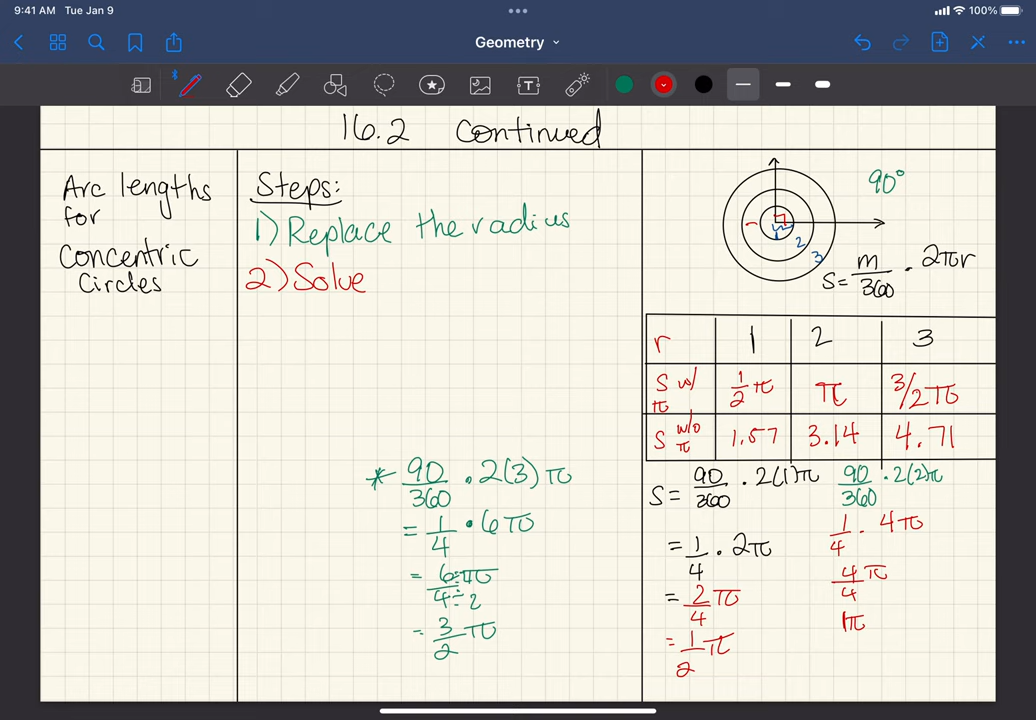 9:41 AM Tue Jan 9
100%
Geometry
16.2 Continued
Arc lengths
for
Concentric
Circles
Steps:
1) Replace the radius
2) Solve
* 90/360 · 2(3)π
= 1/4 · 6π
= 6÷π/4÷2
= 3/2 π
90°
1
2
3
S = m/360 · 2πr
r 1 2 3
S w/ π 1/2 π π 3/2 π
S w/o π 1.57 3.14 4.71
S = 90/360 · 2(1)π
= 1/4 · 2π
= 2/4 π
= 1/2 π
90/360 · 2(2)π
1/4 · 4π
4/4 π
1π